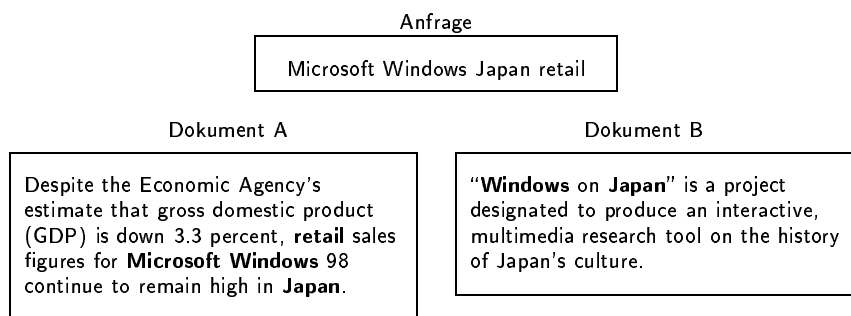 Anfrage
Microsoft Windows Japan retail
Dokument A
Despite the Economic Agency's
estimate that gross domestic product
(GDP) is down 3.3 percent, retail sales
figures for Microsoft Windows 98
continue to remain high in Japan.
Dokument B
“Windows on Japan” is a project
designated to produce an interactive,
multimedia research tool on the history
of Japan's culture.